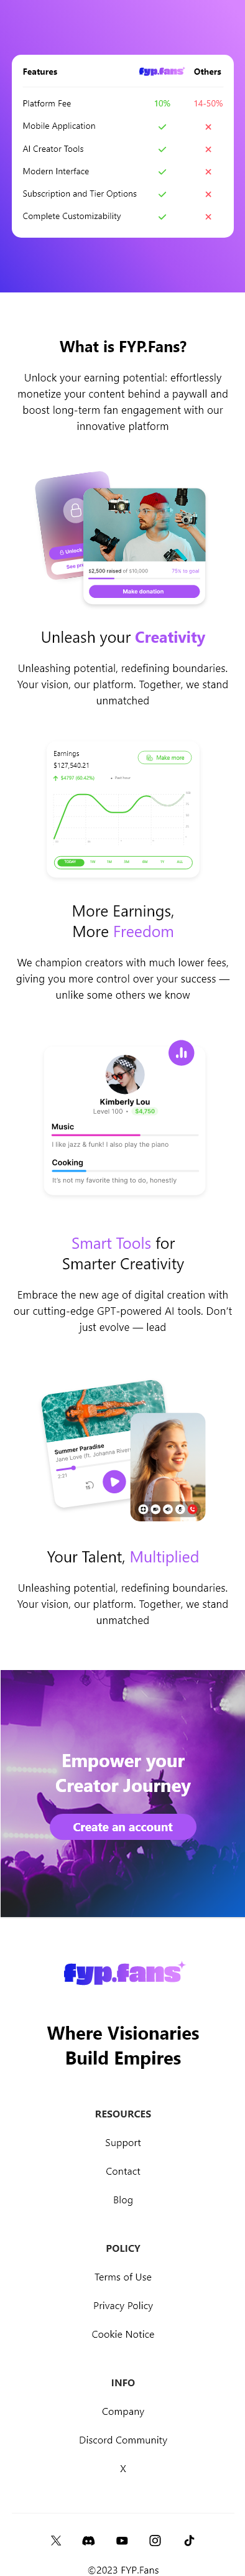 Features fyp.fans Others
Platform Fee 10% 14-50%
Mobile Application
AI Creator Tools
Modern Interface
Subscription and Tier Options
Complete Customizability
What is FYP.Fans?
Unlock your earning potential: effortlessly
monetize your content behind a paywall and
boost long-term fan engagement with our
innovative platform
Unlock
See pr
$2,500 raised of $10,000 75% to goal
Make donation
Unleash your Creativity
Unleashing potential, redefining boundaries.
Your vision, our platform. Together, we stand
unmatched
Earnings
$127,540.21
Make more
Past hour
TODAY
More Earnings,
More Freedom
We champion creators with much lower fees,
giving you more control over your success —
unlike some others we know
Kimberly Lou
Level 100 • $4,750
Music
I like jazz & funk! I also play the piano
Cooking
It's not my favorite thing to do, honestly
Smart Tools for
Smarter Creativity
Embrace the new age of digital creation with
our cutting-edge GPT-powered AI tools. Don't
just evolve — lead
Summer Paradise
Jane Love (ft. Johanna River
2:21
15
Your Talent, Multiplied
Unleashing potential, redefining boundaries.
Your vision, our platform. Together, we stand
unmatched
Empower your
Creator Journey
Create an account
fyp.fans
Where Visionaries
Build Empires
RESOURCES
Support
Contact
Blog
POLICY
Terms of Use
Privacy Policy
Cookie Notice
INFO
Company
Discord Community
X
©2023 FYP.Fans